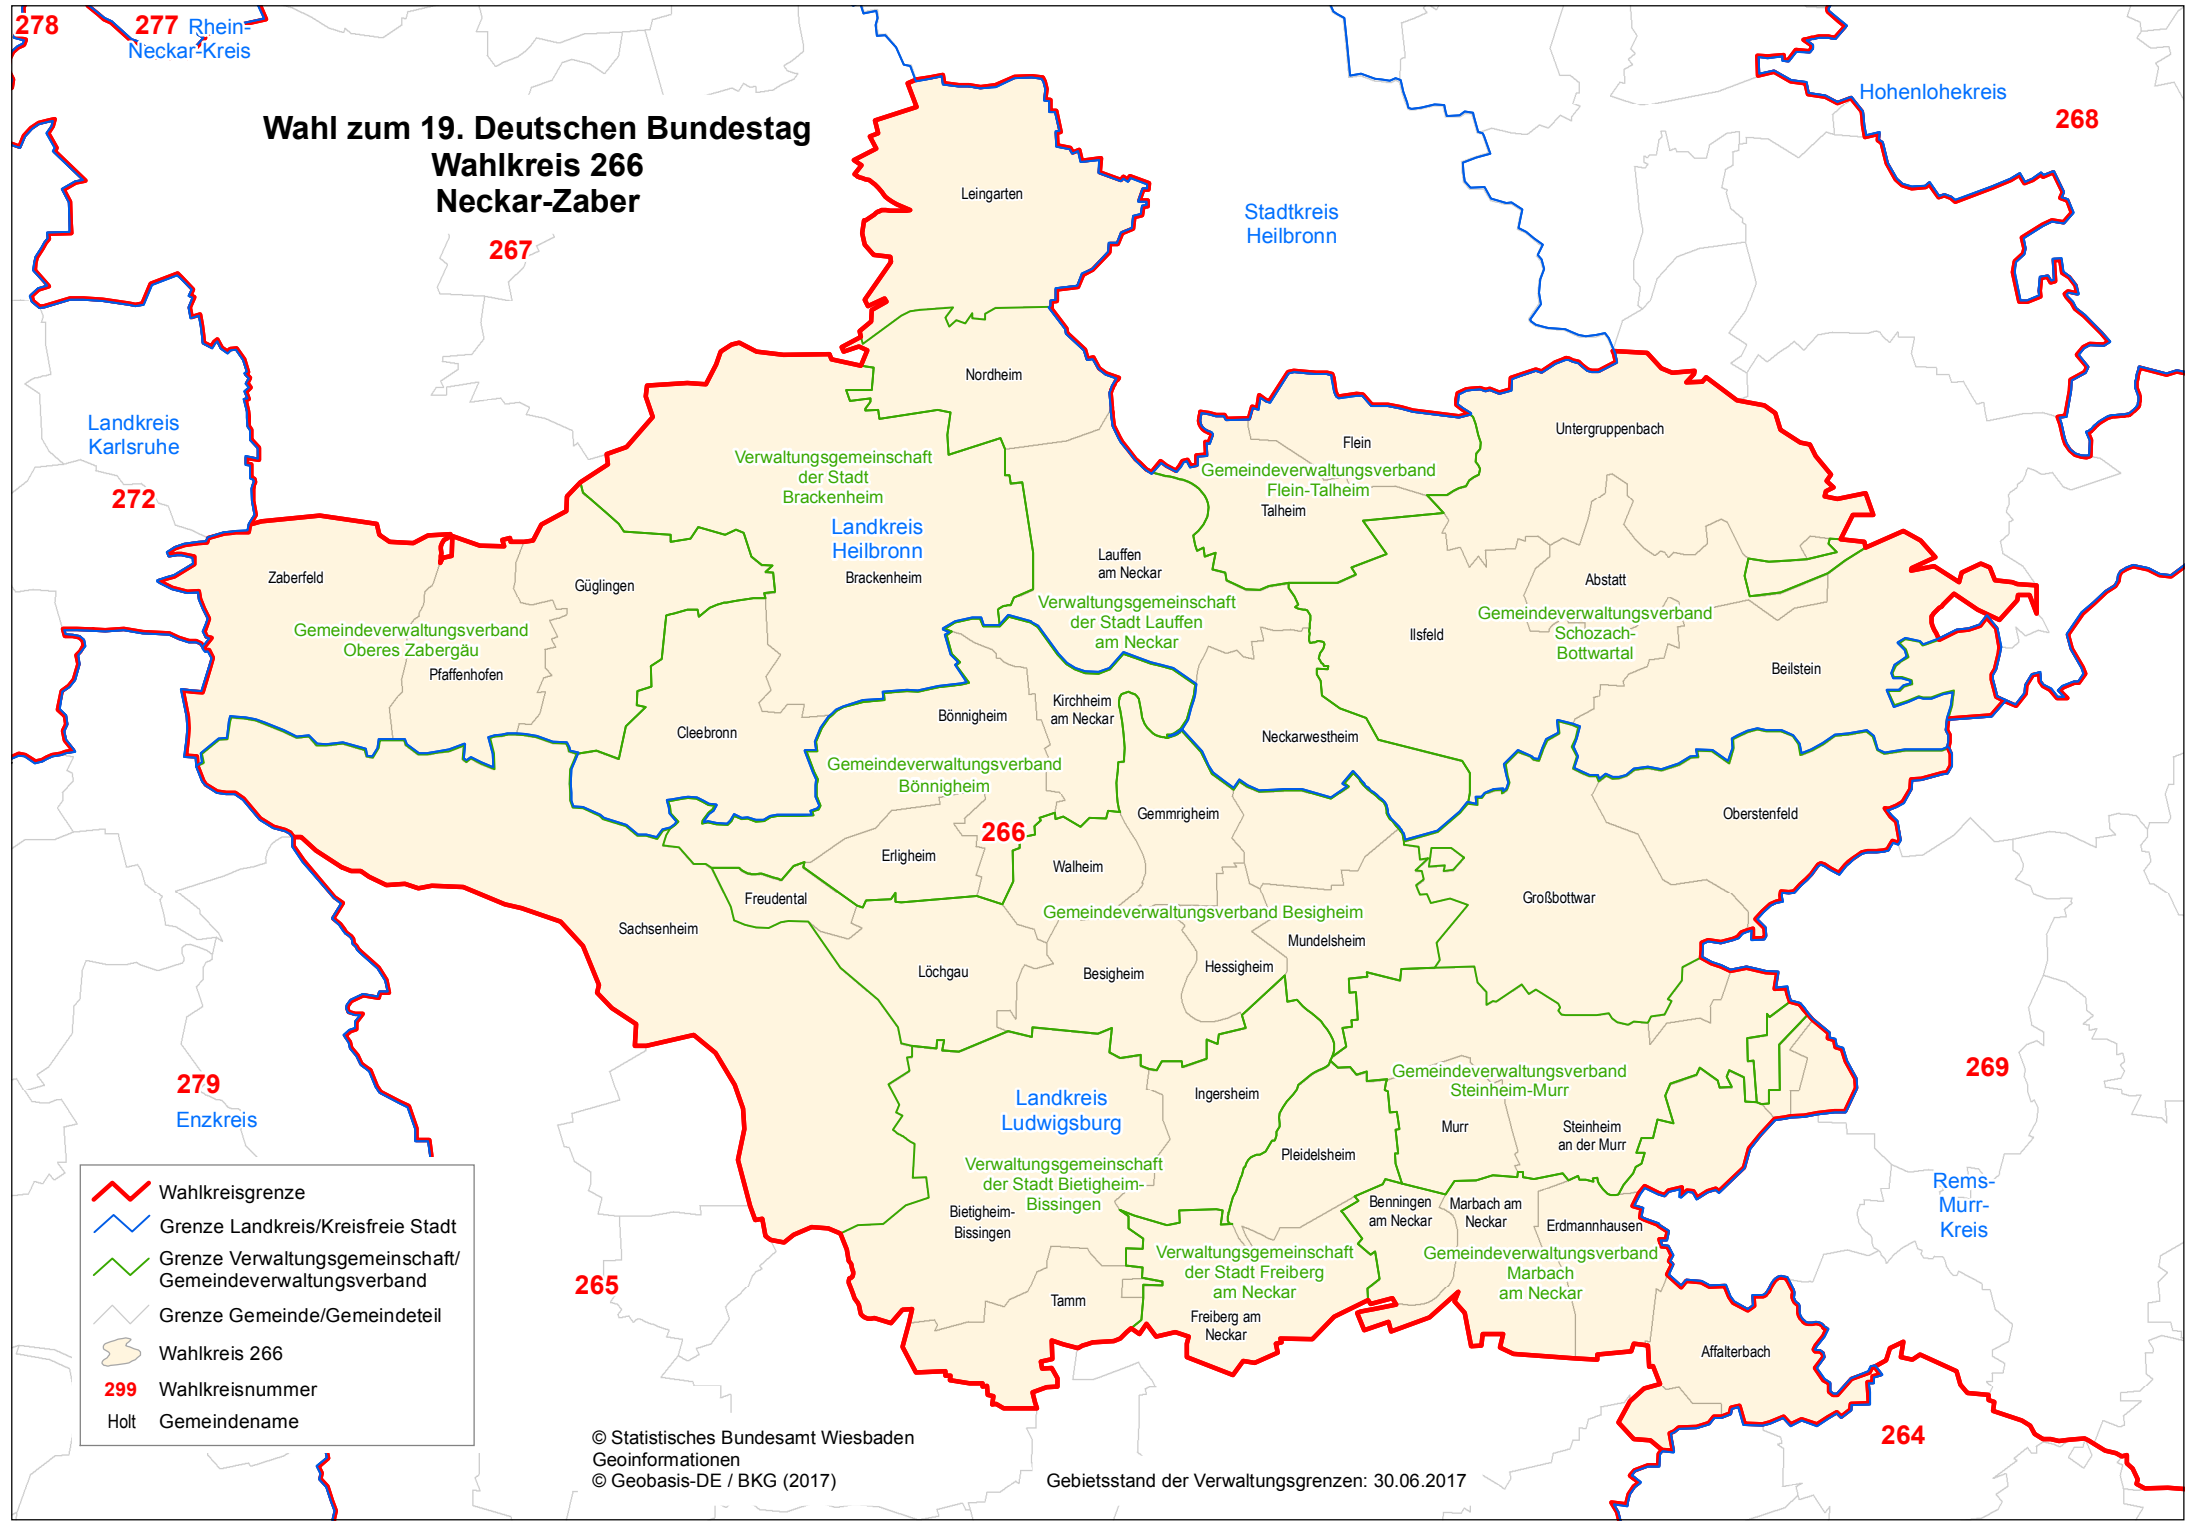 278
277
Rhein-
Neckar-Kreis
Hohenlohekreis
268
Wahl zum 19. Deutschen Bundestag
Wahlkreis 266
Neckar-Zaber
267
Leingarten
Stadtkreis
Heilbronn
Nordheim
Landkreis
Karlsruhe
272
Verwaltungsgemeinschaft
der Stadt
Brackenheim
Landkreis
Heilbronn
Brackenheim
Flein
Gemeindeverwaltungsverband
Flein-Talheim
Talheim
Untergruppenbach
Lauffen
am Neckar
Verwaltungsgemeinschaft
der Stadt Lauffen
am Neckar
Zaberfeld
Güglingen
Gemeindeverwaltungsverband
Oberes Zabergäu
Pfaffenhofen
Abstatt
Gemeindeverwaltungsverband
Schozach-
Bottwartal
Ilsfeld
Beilstein
Cleebronn
Bönnigheim
Kirchheim
am Neckar
Neckarwestheim
Gemeindeverwaltungsverband
Bönnigheim
266
Gemmrigheim
Oberstenfeld
Erligheim
Walheim
Freudental
Großbottwar
Sachsenheim
Gemeindeverwaltungsverband Besigheim
Mundelsheim
Löchgau
Besigheim
Hessigheim
279
Enzkreis
269
Landkreis
Ludwigsburg
Ingersheim
Gemeindeverwaltungsverband
Steinheim-Murr
Murr
Steinheim
an der Murr
Pleidelsheim
Verwaltungsgemeinschaft
der Stadt Bietigheim-
Bissingen
Bietigheim-
Bissingen
Benningen
am Neckar
Marbach am
Neckar
Erdmannhausen
Rems-
Murr-
Kreis
Verwaltungsgemeinschaft
der Stadt Freiberg
am Neckar
Gemeindeverwaltungsverband
Marbach
am Neckar
265
Tamm
Freiberg am
Neckar
Affalterbach
264
Wahlkreisgrenze
Grenze Landkreis/Kreisfreie Stadt
Grenze Verwaltungsgemeinschaft/
Gemeindeverwaltungsverband
Grenze Gemeinde/Gemeindeteil
Wahlkreis 266
299 Wahlkreisnummer
Holt Gemeindename
© Statistisches Bundesamt Wiesbaden
Geoinformationen
© Geobasis-DE / BKG (2017)
Gebietsstand der Verwaltungsgrenzen: 30.06.2017